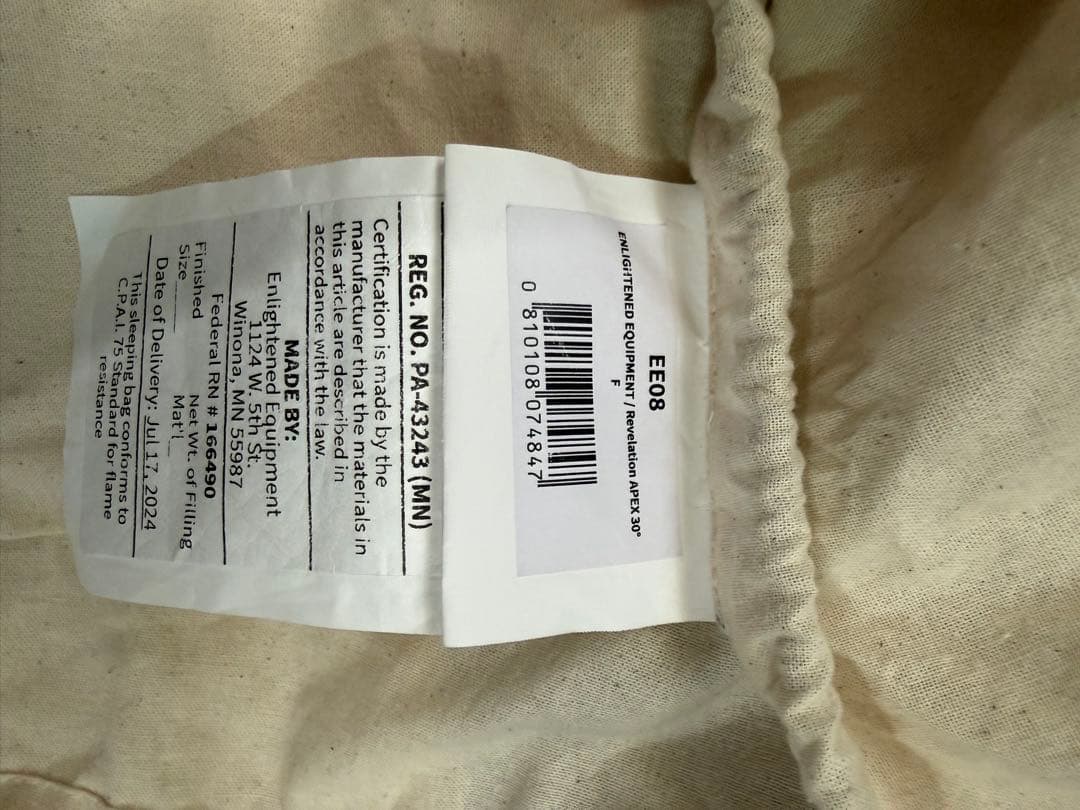 EE08
ENLIGHTENED EQUIPMENT / Revelation APEX 30°
F
0 810108 074847
REG. NO. PA-43243 (MN)
Certification is made by the
manufacturer that the materials in
this article are described in
accordance with the law.
MADE BY:
Enlightened Equipment
1124 W. 5th St.
Winona, MN 55987
Federal RN # 166490
Finished Net Wt. of Filling
Size____ Mat'l__
Date of Delivery: Jul 17, 2024
This sleeping bag conforms to
C.P.A.I. 75 Standard for flame
resistance